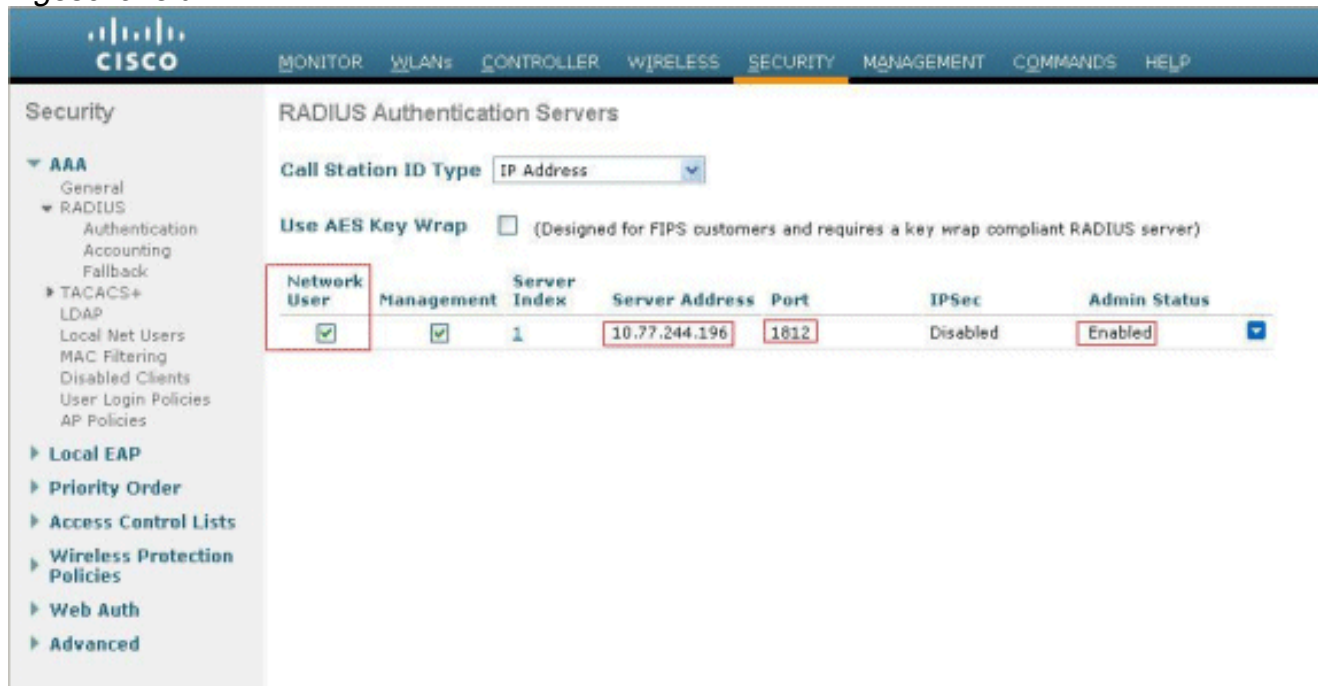 CISCO
MONITOR WLANs CONTROLLER WIRELESS SECURITY MANAGEMENT COMMANDS HELP
Security
AAA
General
RADIUS
Authentication
Accounting
Fallback
TACACS+
LDAP
Local Net Users
MAC Filtering
Disabled Clients
User Login Policies
AP Policies
Local EAP
Priority Order
Access Control Lists
Wireless Protection
Policies
Web Auth
Advanced
RADIUS Authentication Servers
Call Station ID Type IP Address
Use AES Key Wrap (Designed for FIPS customers and requires a key wrap compliant RADIUS server)
Network User Management Server Index Server Address Port IPSec Admin Status
1 10.77.244.196 1812 Disabled Enabled